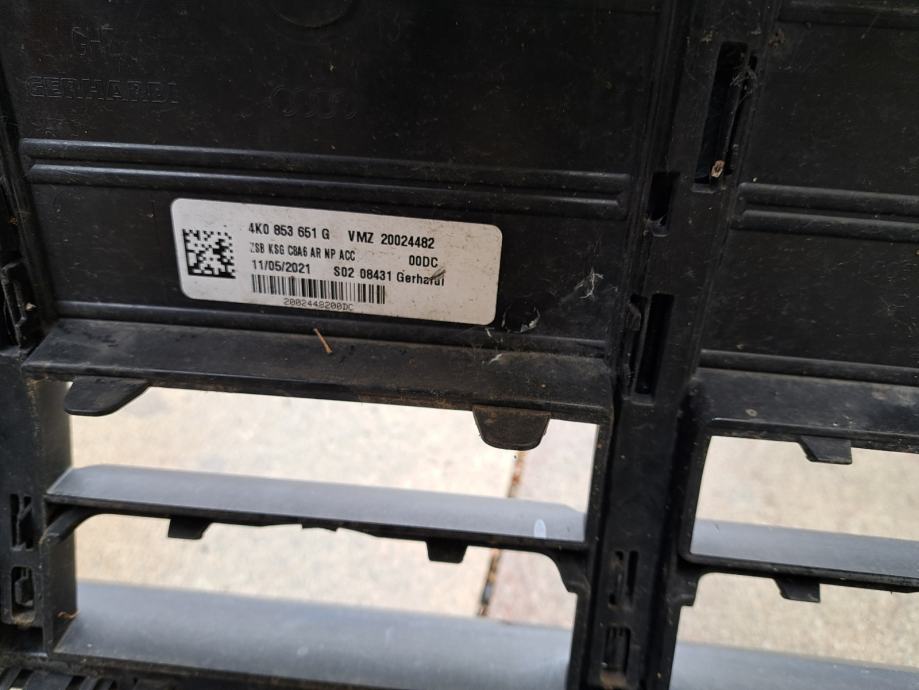 GERHARDI
4K0 853 651 G VMZ 20024482
ZSB KSG C8A6 AR NP ACC 00DC
11/05/2021 S02 08431 Gerhardi
2002448200DC